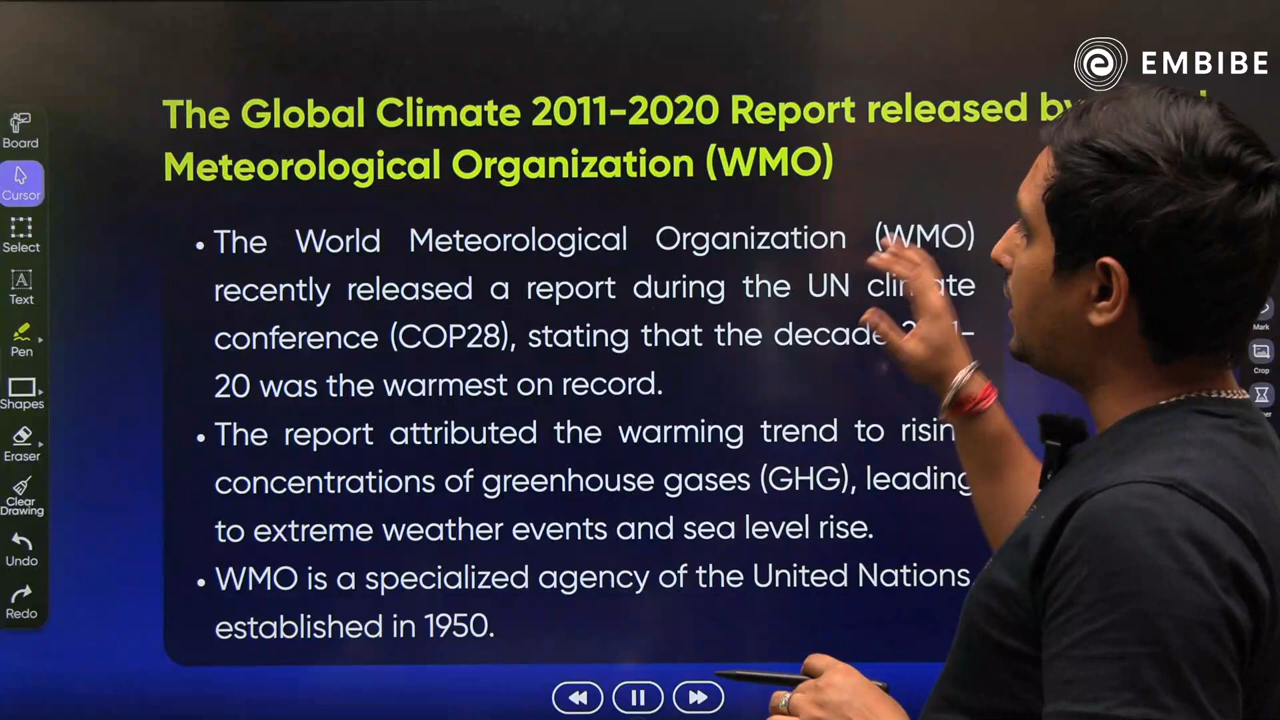 EMBIBE
The Global Climate 2011-2020 Report released by
Meteorological Organization (WMO)
• The World Meteorological Organization (WMO)
recently released a report during the UN climate
conference (COP28), stating that the decade
20 was the warmest on record.
• The report attributed the warming trend to
concentrations of greenhouse gases (GHG), leading
to extreme weather events and sea level rise.
• WMO is a specialized agency of the United Nations
established in 1950.
Board
Cursor
Select
A
Text
Pen
Shapes
Eraser
Clear
Drawing
Undo
Redo
Mark
Crop